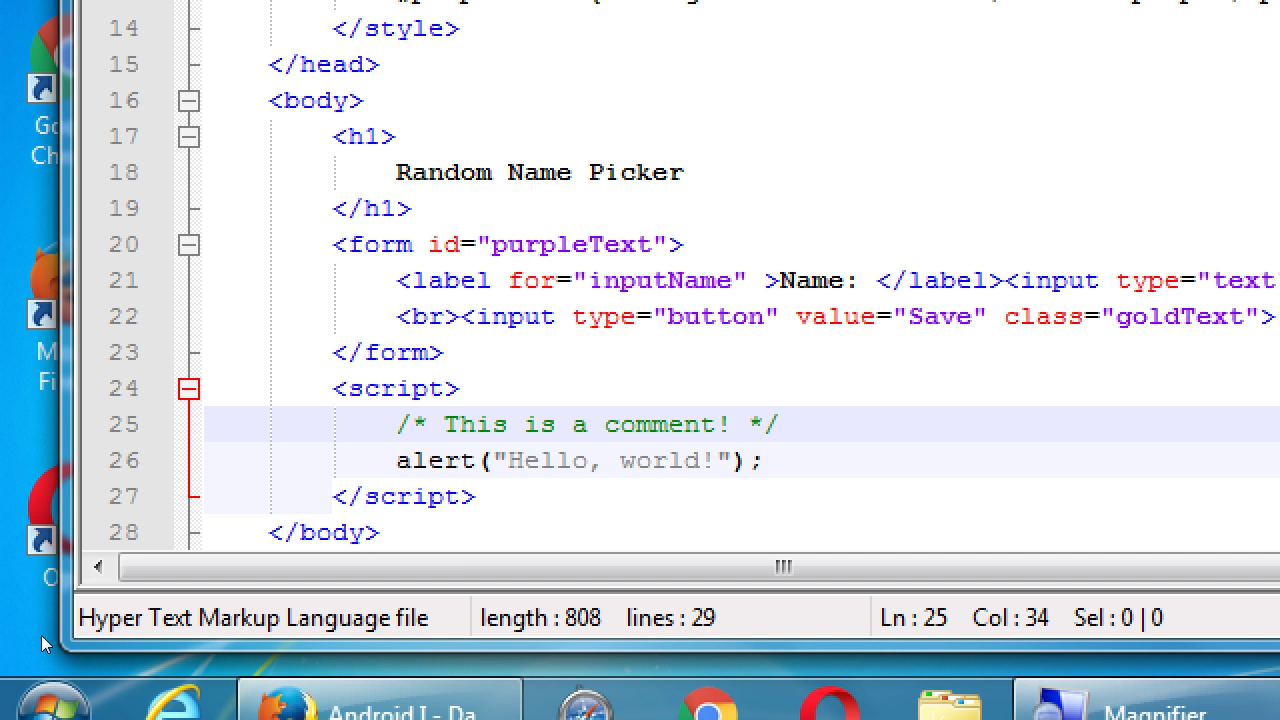 14 </style>
15 </head>
16 <body>
17 <h1>
18 Random Name Picker
19 </h1>
20 <form id="purpleText">
21 <label for="inputName" >Name: </label><input type="text
22 <br><input type="button" value="Save" class="goldText">
23 </form>
24 <script>
25 /* This is a comment! */
26 alert("Hello, world!");
27 </script>
28 </body>
Hyper Text Markup Language file length : 808 lines : 29 Ln : 25 Col : 34 Sel : 0 | 0
Android I - Da
Magnifier